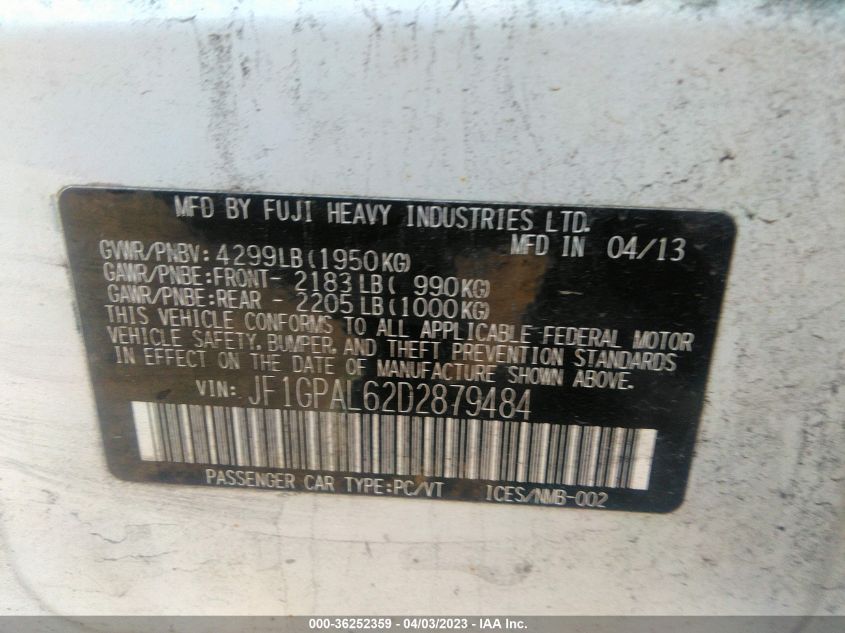 MFD BY FUJI HEAVY INDUSTRIES LTD.
MFD IN 04/13
GVWR/PNBV: 4299LB(1950KG)
GAWR/PNBE:FRONT- 2183LB( 990KG)
GAWR/PNBE:REAR - 2205LB(1000KG)
THIS VEHICLE CONFORMS TO ALL APPLICABLE FEDERAL MOTOR
VEHICLE SAFETY, BUMPER, AND THEFT PREVENTION STANDARDS
IN EFFECT ON THE DATE OF MANUFACTURE SHOWN ABOVE.
VIN: JF1GPAL62D2879484
PASSENGER CAR TYPE:PC/VT ICES/NMB-002
000-36252359 - 04/03/2023 - IAA Inc.